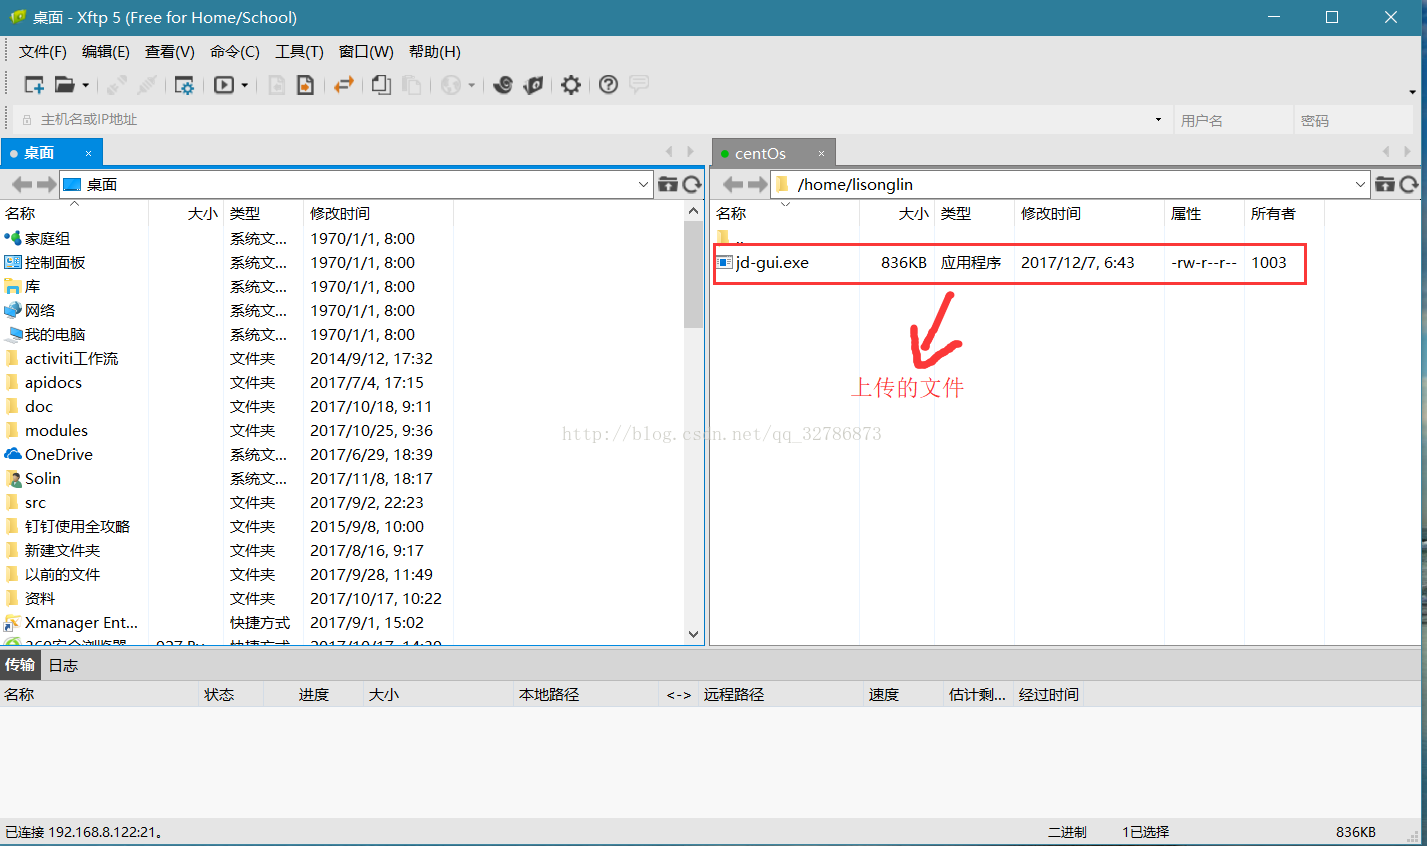 桌面 - Xftp 5 (Free for Home/School)
文件(F) 编辑(E) 查看(V) 命令(C) 工具(T) 窗口(W) 帮助(H)
主机名或IP地址 用户名 密码
桌面 × centOs ×
桌面 /home/lisonglin
名称 大小 类型 修改时间 名称 大小 类型 修改时间 属性 所有者
家庭组 系统文... 1970/1/1, 8:00 ..
控制面板 系统文... 1970/1/1, 8:00 jd-gui.exe 836KB 应用程序 2017/12/7, 6:43 -rw-r--r-- 1003
库 系统文... 1970/1/1, 8:00
网络 系统文... 1970/1/1, 8:00
我的电脑 系统文... 1970/1/1, 8:00
activiti工作流 文件夹 2014/9/12, 17:32
apidocs 文件夹 2017/7/4, 17:15 上传的文件
doc 文件夹 2017/10/18, 9:11
modules 文件夹 2017/10/25, 9:36 http://blog.csdn.net/qq_32786873
OneDrive 系统文... 2017/6/29, 18:39
Solin 系统文... 2017/11/8, 18:17
src 文件夹 2017/9/2, 22:23
钉钉使用全攻略 文件夹 2015/9/8, 10:00
新建文件夹 文件夹 2017/8/16, 9:17
以前的文件 文件夹 2017/9/28, 11:49
资料 文件夹 2017/10/17, 10:22
Xmanager Ent... 快捷方式 2017/9/1, 15:02
360安全浏览器 快捷方式
传输 日志
名称 状态 进度 大小 本地路径 <-> 远程路径 速度 估计剩... 经过时间
已连接 192.168.8.122:21。 二进制 1已选择 836KB